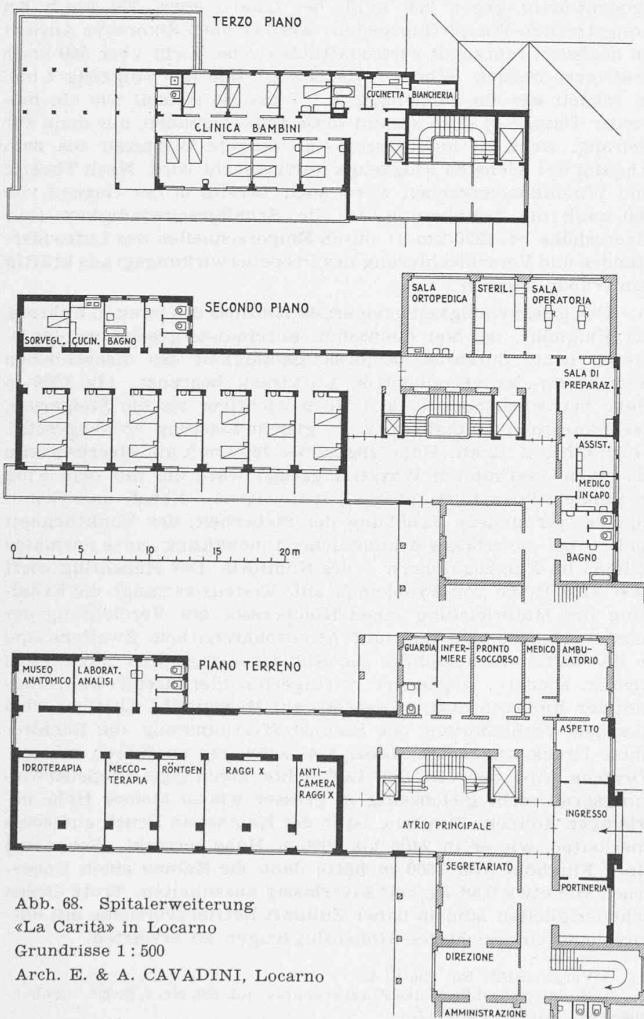 TERZO PIANO
CUCINETTA BIANCHERIA
CLINICA BAMBINI
SECONDO PIANO
SORVEGL. CUCIN. BAGNO
SALA ORTOPEDICA
STERIL.
SALA OPERATORIA
SALA DI PREPARAZ.
ASSIST.
MEDICO IN CAPO
BAGNO
0 5 10 15 20 m
PIANO TERRENO
MUSEO ANATOMICO
LABORAT. ANALISI
GUARDIA
INFERMIERE
PRONTO SOCCORSO
MEDICO
AMBULATORIO
ASPETTO
IDROTERAPIA
MECCOTERAPIA
RÖNTGEN
RAGGI X
ANTICAMERA RAGGI X
ATRIO PRINCIPALE
INGRESSO
SEGRETARIATO
PORTINERIA
DIREZIONE
AMMINISTRAZIONE
Abb. 68. Spitalerweiterung
«La Carità» in Locarno
Grundrisse 1 : 500
Arch. E. & A. CAVADINI, Locarno